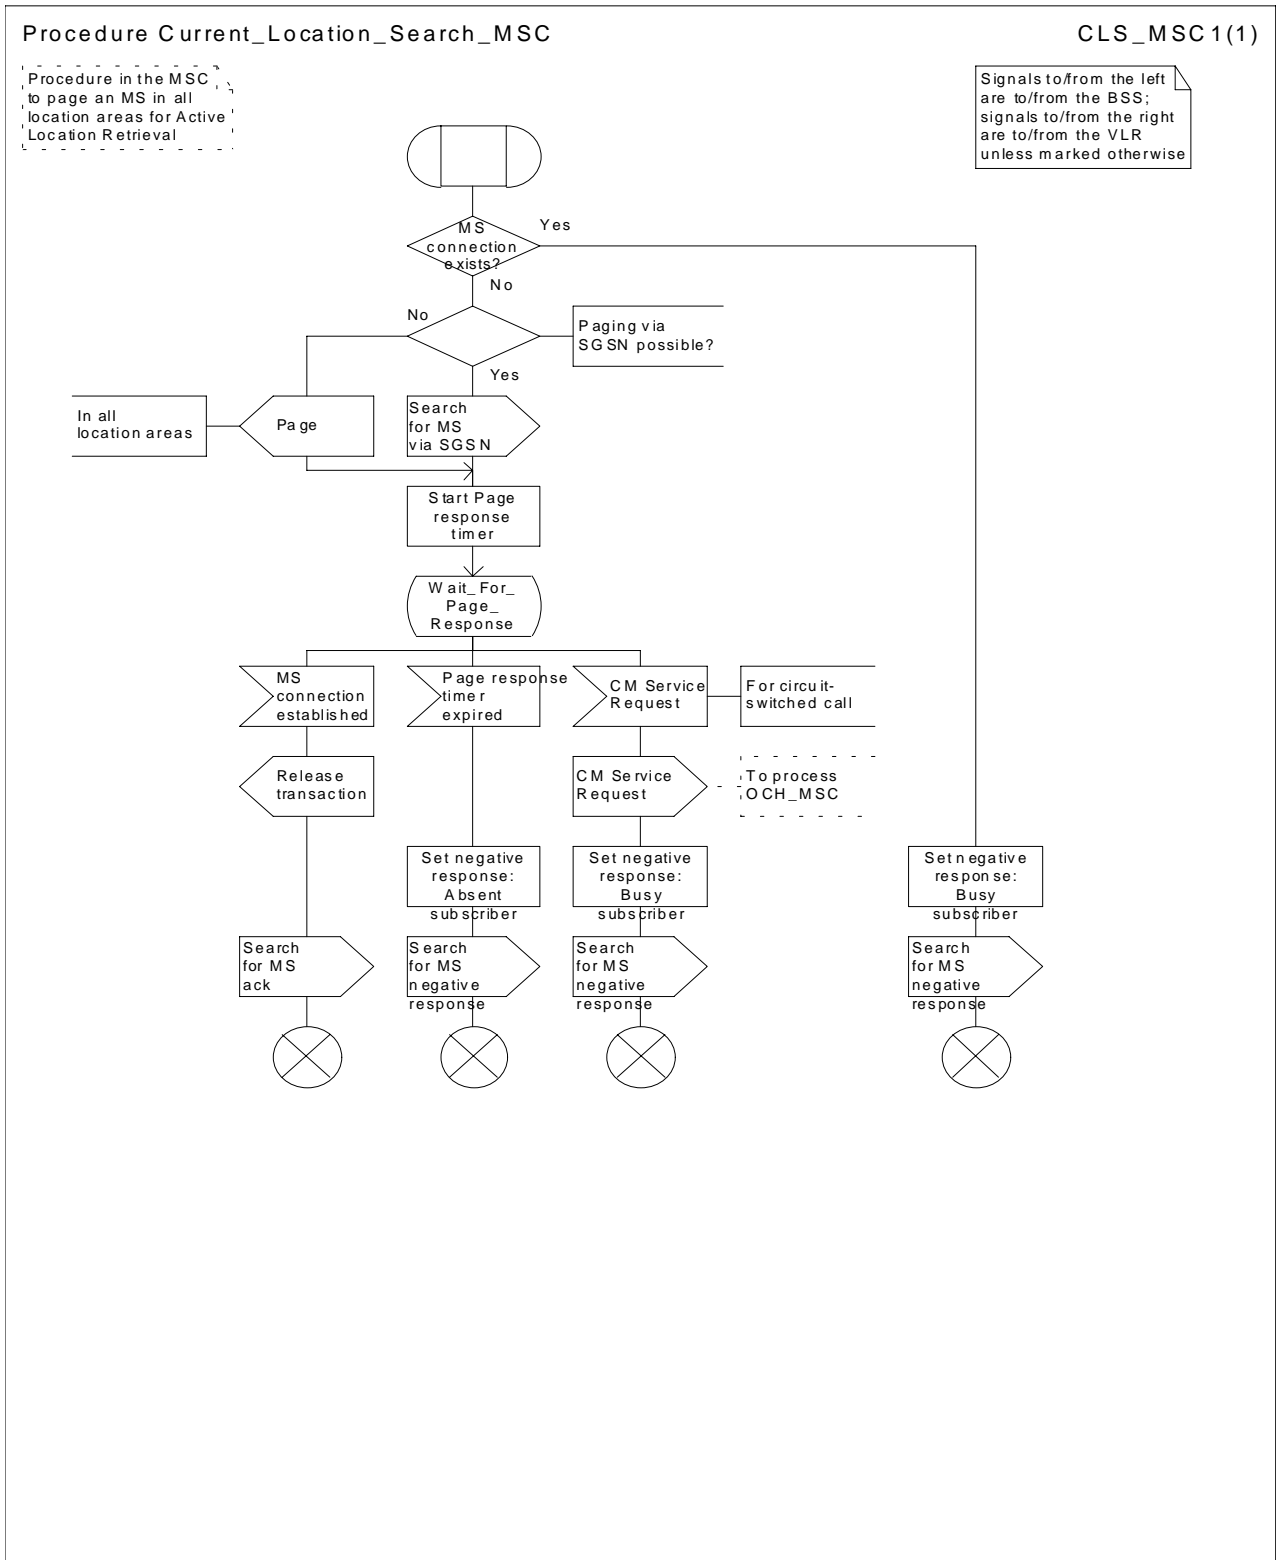 Procedure Current_Location_Search_MSC
CLS_MSC1(1)
Procedure in the MSC
to page an MS in all
location areas for Active
Location Retrieval
Signals to/from the left
are to/from the BSS;
signals to/from the right
are to/from the VLR
unless marked otherwise
MS
connection
exists?
Yes
No
No
Paging via
SGSN possible?
Yes
In all
location areas
Page
Search
for MS
via SGSN
Start Page
response
timer
Wait_For_
Page_
Response
MS
connection
established
Page response
timer
expired
CM Service
Request
For circuit-
switched call
Release
transaction
CM Service
Request
To process
OCH_MSC
Set negative
response:
Absent
subscriber
Set negative
response:
Busy
subscriber
Set negative
response:
Busy
subscriber
Search
for MS
ack
Search
for MS
negative
response
Search
for MS
negative
response
Search
for MS
negative
response